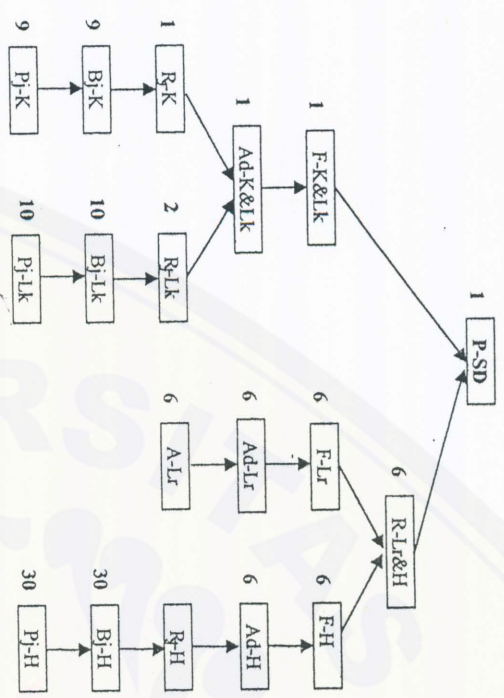 1 P-SD
6 R-Lr&H
1 F-K&Lk 6 F-Lr 6 F-H
1 Ad-K&Lk 6 Ad-Lr 6 Ad-H
1 Rj-K 2 Rj-Lk 6 A-Lr Rj-H
9 Bj-K 10 Bj-Lk 30 Bj-H
9 Pj-K 10 Pj-Lk 30 Pj-H
RSITAS